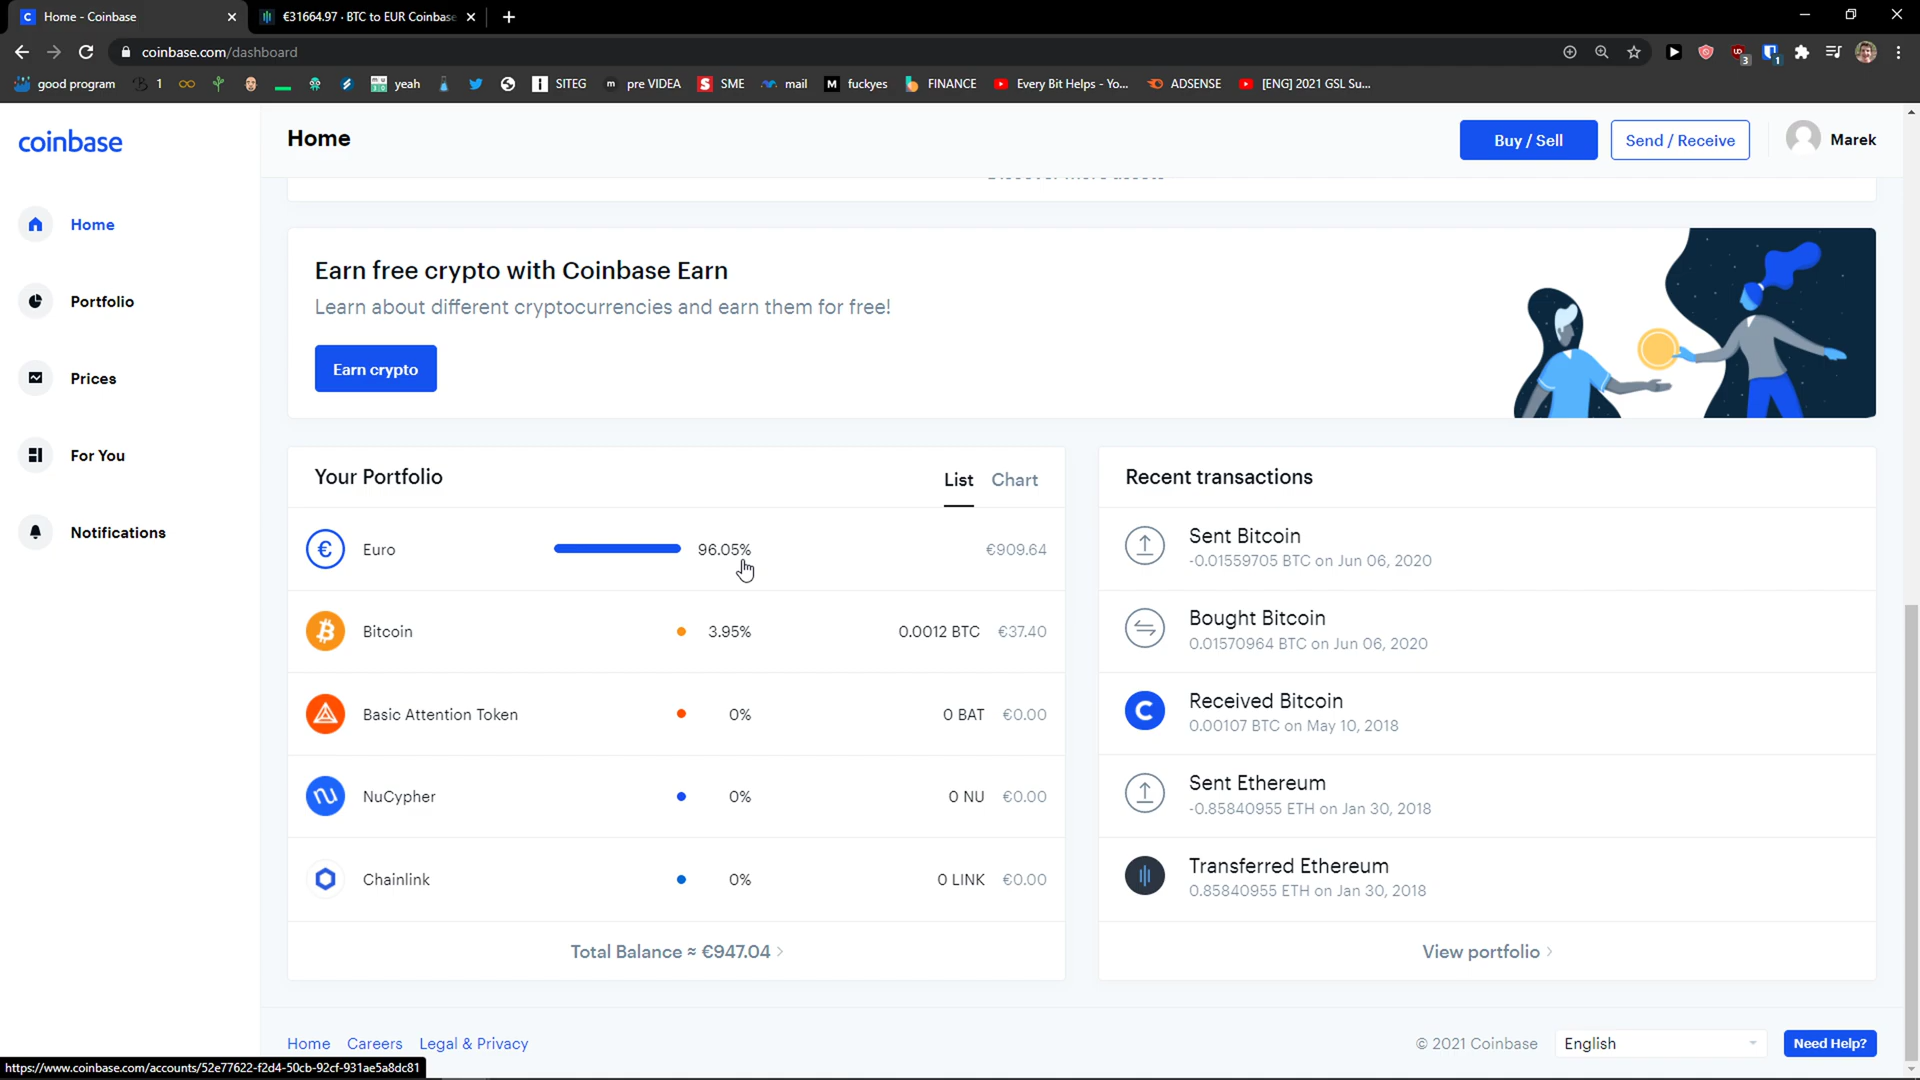 Home - Coinbase
€31664.97 · BTC to EUR Coinbase
coinbase.com/dashboard
good program
1
yeah
SITEG
pre VIDEA
SME
mail
fuckyes
FINANCE
Every Bit Helps - Yo...
ADSENSE
[ENG] 2021 GSL Su...
coinbase
Home
Buy / Sell
Send / Receive
Marek
Home
Portfolio
Prices
For You
Notifications
Discover more assets
Earn free crypto with Coinbase Earn
Learn about different cryptocurrencies and earn them for free!
Earn crypto
Your Portfolio
List Chart
Euro 96.05% €909.64
Bitcoin 3.95% 0.0012 BTC €37.40
Basic Attention Token 0% 0 BAT €0.00
NuCypher 0% 0 NU €0.00
Chainlink 0% 0 LINK €0.00
Total Balance ≈ €947.04 >
Recent transactions
Sent Bitcoin
-0.01559705 BTC on Jun 06, 2020
Bought Bitcoin
0.01570964 BTC on Jun 06, 2020
Received Bitcoin
0.00107 BTC on May 10, 2018
Sent Ethereum
-0.85840955 ETH on Jan 30, 2018
Transferred Ethereum
0.85840955 ETH on Jan 30, 2018
View portfolio >
Home Careers Legal & Privacy
© 2021 Coinbase
English
Need Help?
https://www.coinbase.com/accounts/52e77622-f2d4-50cb-92cf-931ae5a8dc81